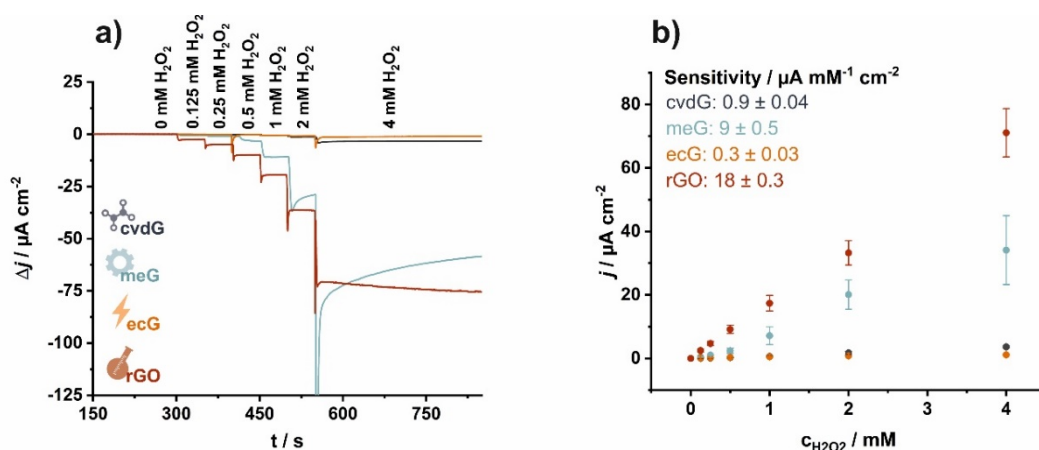 a)
0 mM H₂O₂
0.125 mM H₂O₂
0.25 mM H₂O₂
0.5 mM H₂O₂
1 mM H₂O₂
2 mM H₂O₂
4 mM H₂O₂
25
0
-25
-50
-75
-100
-125
Δj / µA cm⁻²
cvdG
meG
ecG
rGO
150 300 450 600 750
t / s
b)
Sensitivity / µA mM⁻¹ cm⁻²
cvdG: 0.9 ± 0.04
meG: 9 ± 0.5
ecG: 0.3 ± 0.03
rGO: 18 ± 0.3
80
60
40
20
0
j / µA cm⁻²
0 1 2 3 4
c_H2O2 / mM